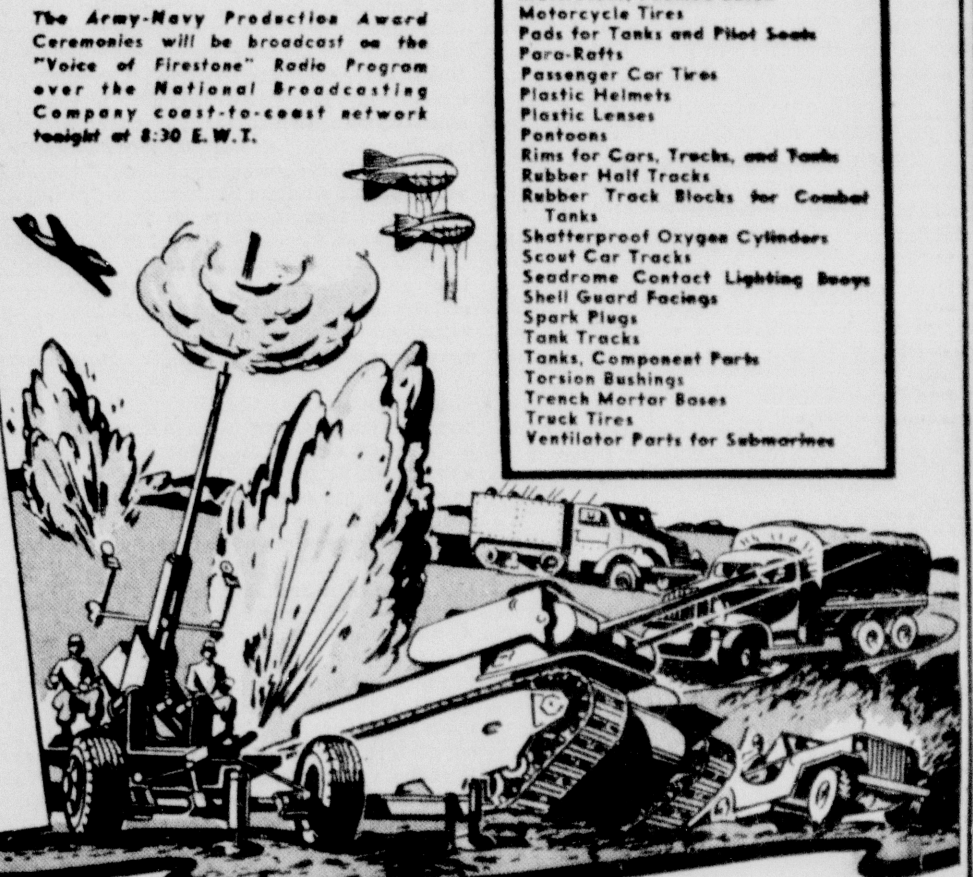 The Army-Navy Production Award
Ceremonies will be broadcast on the
"Voice of Firestone" Radio Program
over the National Broadcasting
Company coast-to-coast network
tonight at 8:30 E.W.T.
Motorcycle Tires
Pads for Tanks and Pilot Seats
Para-Rafts
Passenger Car Tires
Plastic Helmets
Plastic Lenses
Pontoons
Rims for Cars, Trucks, and Tanks
Rubber Half Tracks
Rubber Track Blocks for Combat
Tanks
Shatterproof Oxygen Cylinders
Scout Car Tracks
Seadrome Contact Lighting Buoys
Shell Guard Facings
Spark Plugs
Tank Tracks
Tanks, Component Parts
Torsion Bushings
Trench Mortar Bases
Truck Tires
Ventilator Parts for Submarines